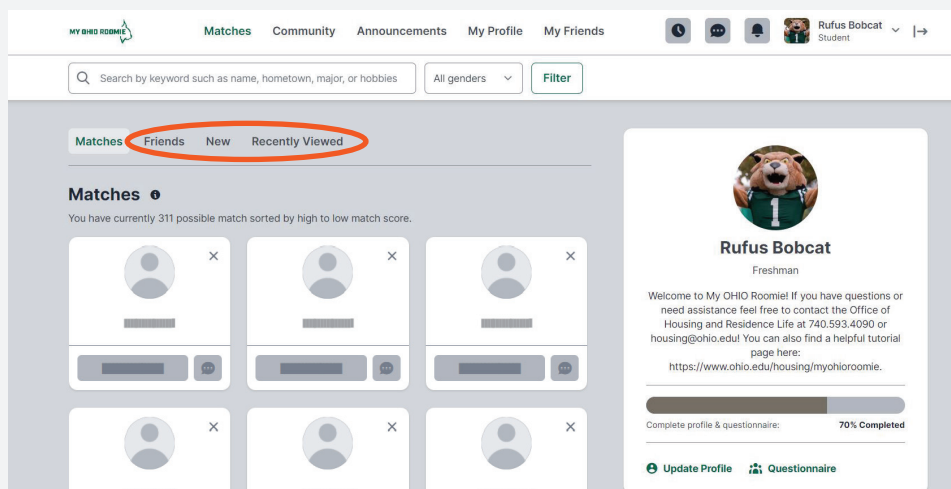 MY OHIO ROOMIE
Matches Community Announcements My Profile My Friends
Rufus Bobcat
Student
Search by keyword such as name, hometown, major, or hobbies
All genders
Filter
Matches Friends New Recently Viewed
Matches
You have currently 311 possible match sorted by high to low match score.
1
Rufus Bobcat
Freshman
Welcome to My OHIO Roomie! If you have questions or
need assistance feel free to contact the Office of
Housing and Residence Life at 740.593.4090 or
housing@ohio.edu! You can also find a helpful tutorial
page here:
https://www.ohio.edu/housing/myohioroomie.
Complete profile & questionnaire: 70% Completed
Update Profile Questionnaire